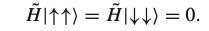 H̃|↑↑⟩ = H̃|↓↓⟩ = 0.